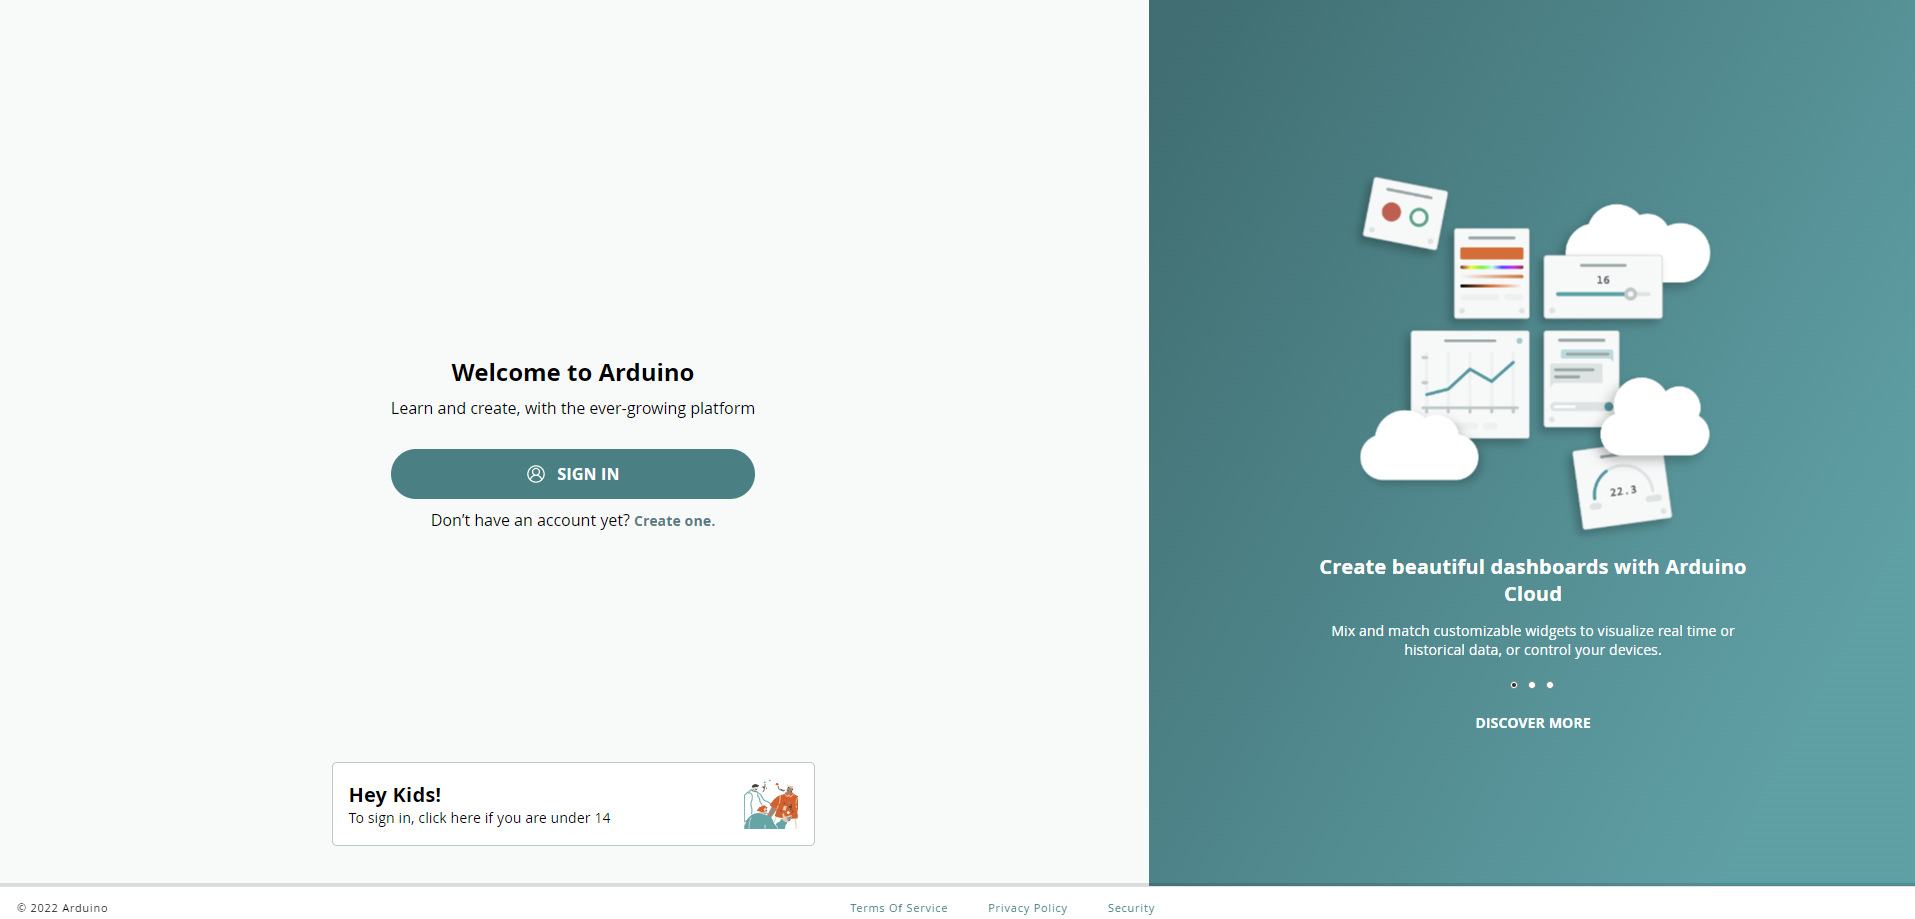 Welcome to Arduino
Learn and create, with the ever-growing platform
SIGN IN
Don’t have an account yet? Create one.
Hey Kids!
To sign in, click here if you are under 14
16
22.3
Create beautiful dashboards with Arduino
Cloud
Mix and match customizable widgets to visualize real time or
historical data, or control your devices.
DISCOVER MORE
© 2022 Arduino
Terms Of Service
Privacy Policy
Security